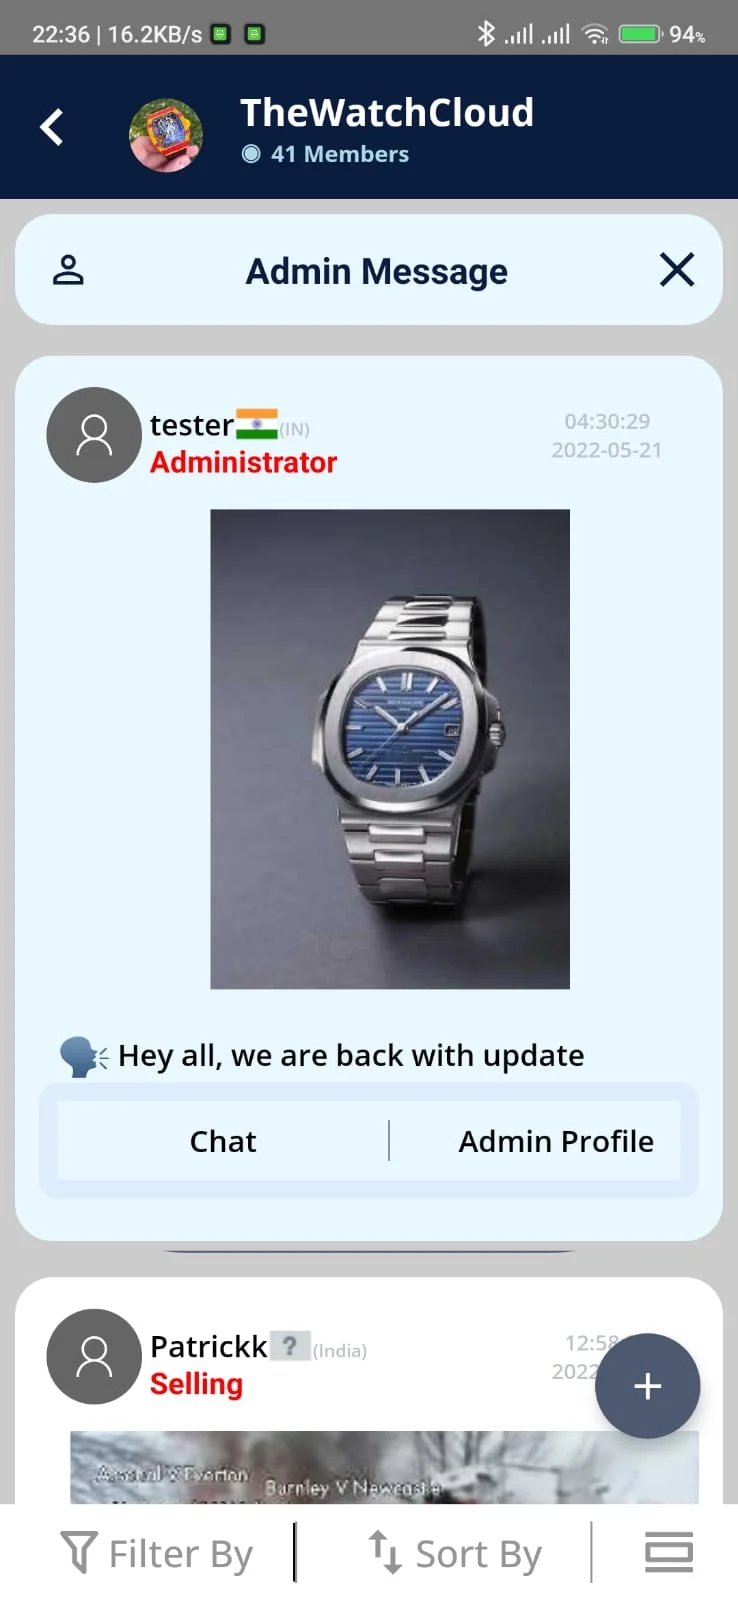 22:36 | 16.2KB/s 94%
TheWatchCloud
41 Members
Admin Message
tester (IN)
04:30:29
Administrator
2022-05-21
Hey all, we are back with update
Chat | Admin Profile
Patrickk ? (India)
12:58
Selling
2022
Arsenal V Everton
Burnley V Newcastle
+
Filter By | Sort By